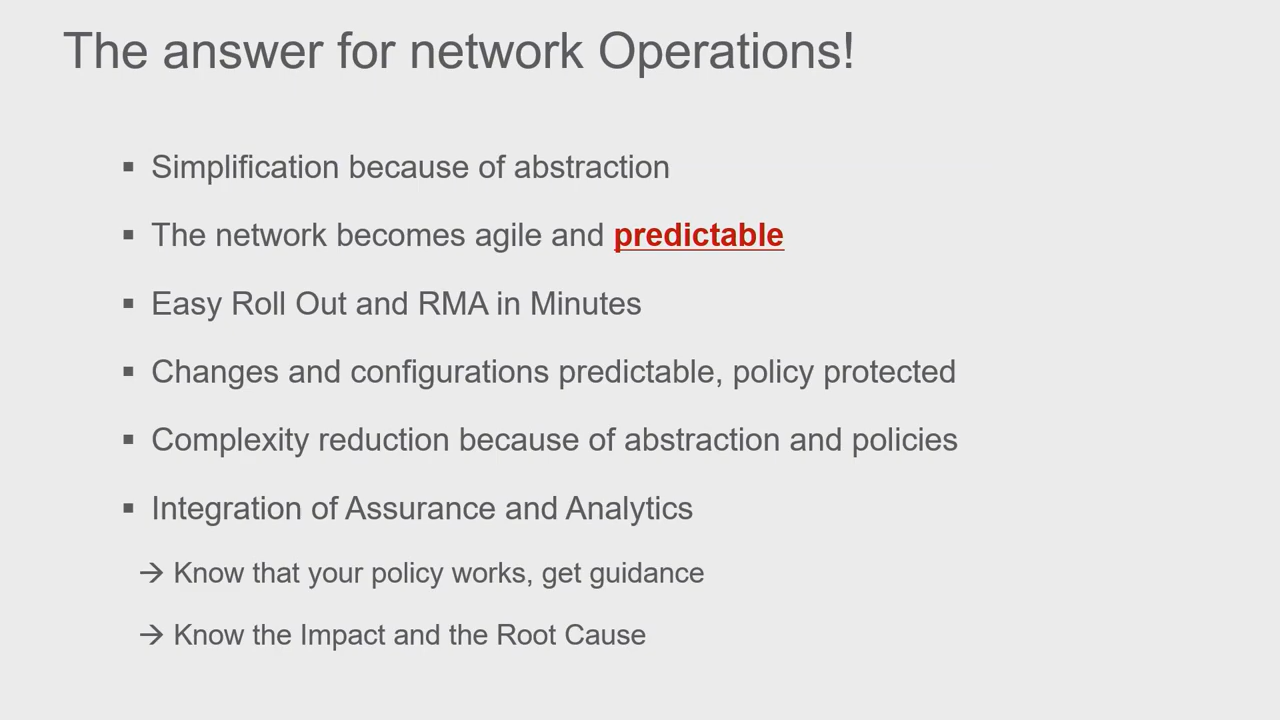 The answer for network Operations!
▪ Simplification because of abstraction
▪ The network becomes agile and predictable
▪ Easy Roll Out and RMA in Minutes
▪ Changes and configurations predictable, policy protected
▪ Complexity reduction because of abstraction and policies
▪ Integration of Assurance and Analytics
→ Know that your policy works, get guidance
→ Know the Impact and the Root Cause